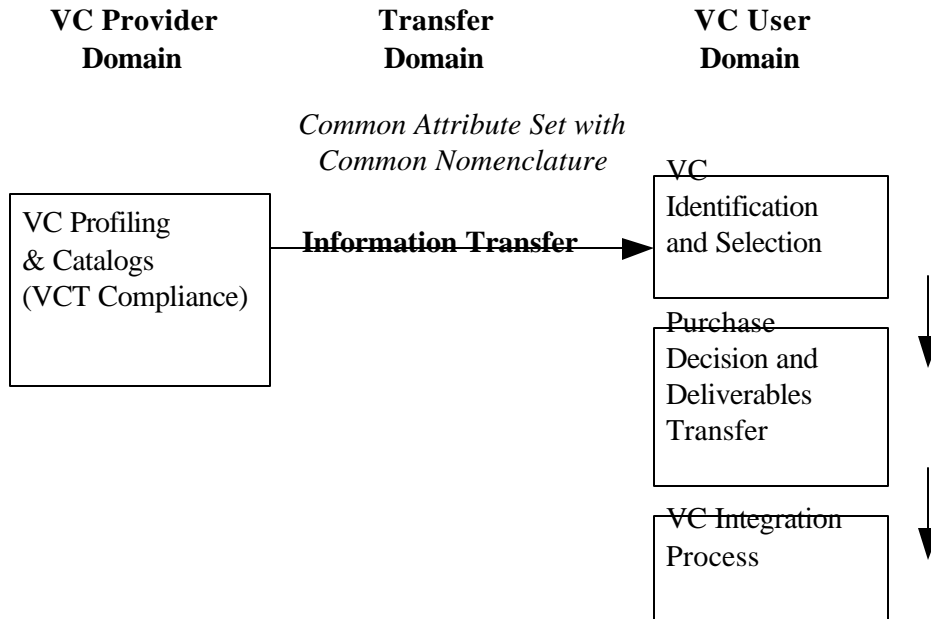 VC Provider
Domain
Transfer
Domain
VC User
Domain
Common Attribute Set with
Common Nomenclature
VC Profiling
& Catalogs
(VCT Compliance)
Information Transfer
VC
Identification
and Selection
Purchase
Decision and
Deliverables
Transfer
VC Integration
Process